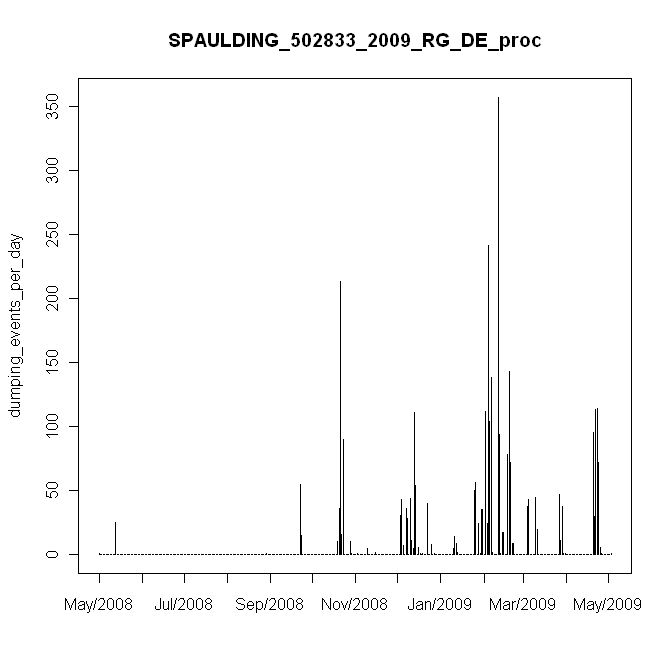 SPAULDING_502833_2009_RG_DE_proc
dumping_events_per_day
350
300
250
200
150
100
50
0
May/2008 Jul/2008 Sep/2008 Nov/2008 Jan/2009 Mar/2009 May/2009